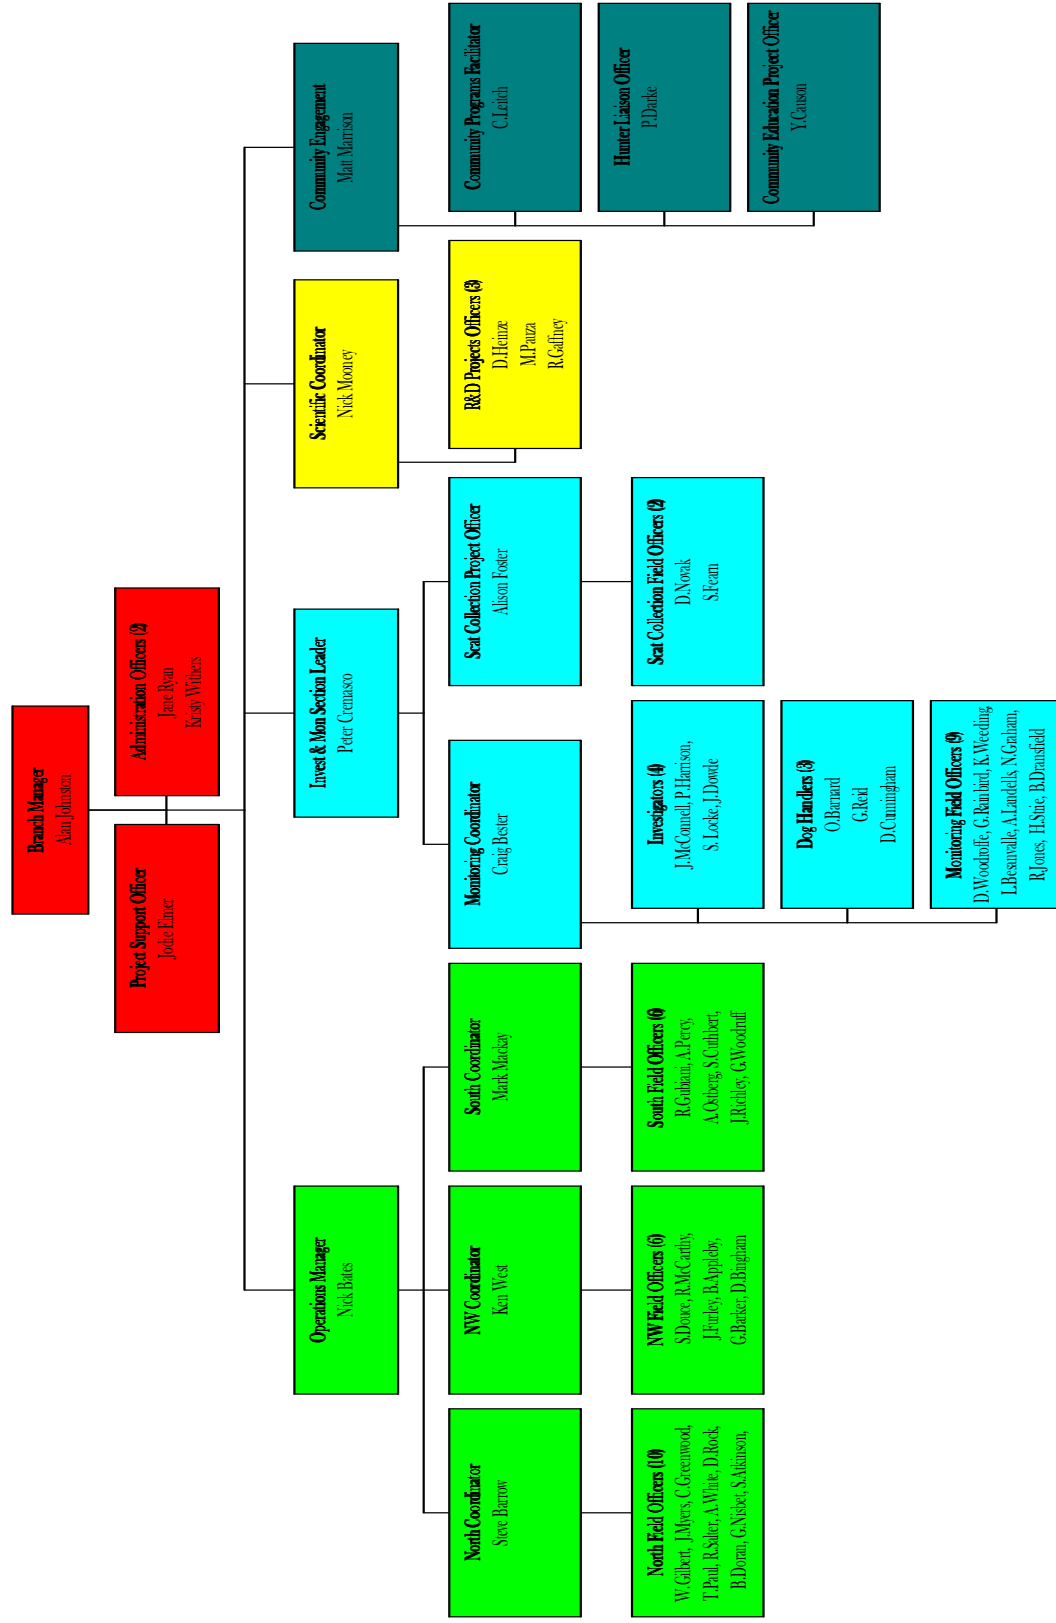 Branch Manager
Alan Johnston
Project Support Officer
Jodie Elmer
Administration Officers (2)
Jane Ryan
Kristy Withers
Operations Manager
Nick Bates
Invest & Mon Section Leader
Peter Cremasco
Scientific Coordinator
Nick Mooney
Community Engagement
Matt Marrison
North Coordinator
Steve Barrow
NW Coordinator
Ken West
South Coordinator
Mark Mackay
Monitoring Coordinator
Craig Bester
Scat Collection Project Officer
Alison Foster
R&D Projects Officers (3)
D.Heinze
M.Pauza
R.Gaffney
Community Programs Facilitator
C.Leitch
Hunter Liaison Officer
P.Darke
Community Education Project Officer
Y.Causon
North Field Officers (10)
W.Gilbert, J.Myers, C.Greenwood,
T.Paul, R.Salter, A.White, D.Rock,
B.Doran, G.Nisbet, S.Atkinson,
NW Field Officers (6)
S.Douce, R.McCarthy,
J.Furley, B.Appleby,
G.Barker, D.Bingham
South Field Officers (6)
R.Gubiani, A.Percy,
A.Ostberg, S.Cuthbert,
J.Richley, G.Woodruff
Investigators (4)
J.McConnell, P.Harrison,
S. Locke, J.Dowde
Dog Handlers (3)
O.Barnard
G.Reid
D.Cunningham
Monitoring Field Officers (9)
D.Woodroffe, G.Rainbird, K.Weeding,
L.Besanvalle, A.Landells, N.Graham,
R.Jones, H.Strie, B.Dransfield
Scat Collection Field Officers (2)
D.Novak
S.Fearn